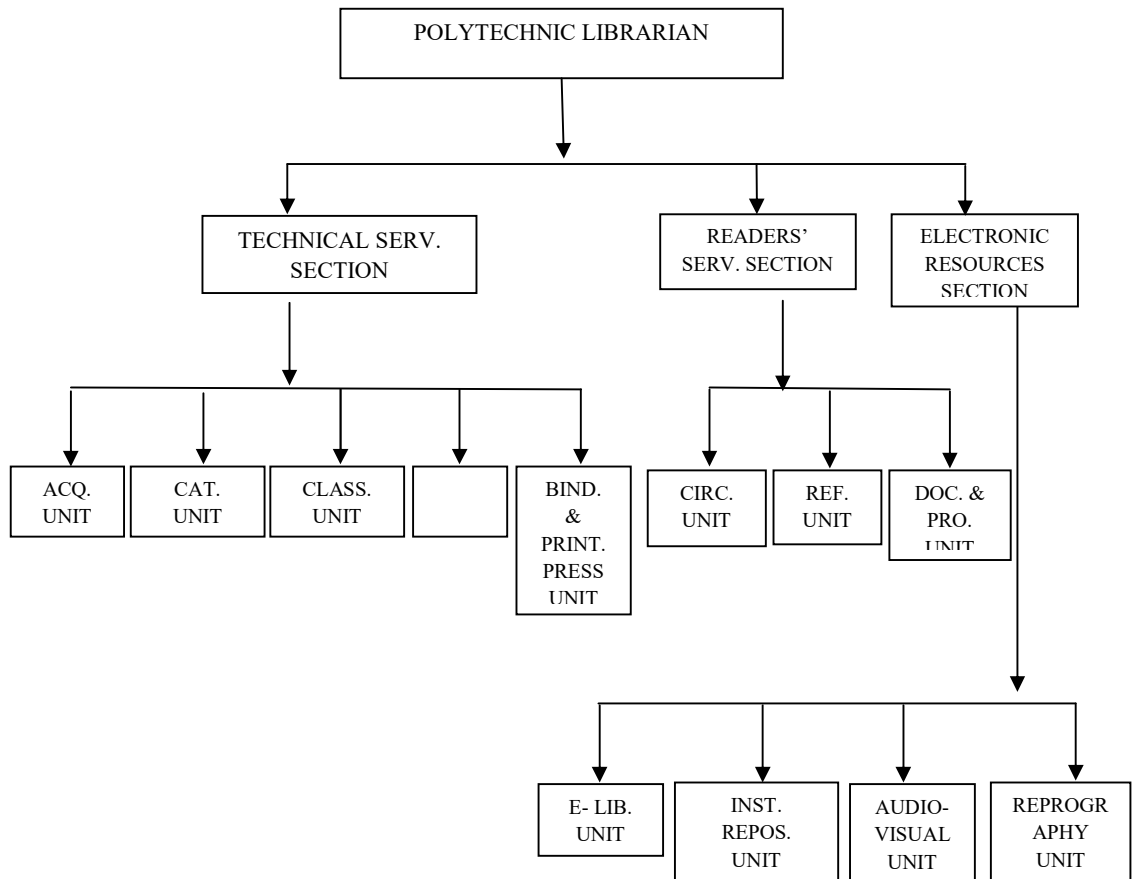 POLYTECHNIC LIBRARIAN
TECHNICAL SERV.
SECTION
READERS’
SERV. SECTION
ELECTRONIC
RESOURCES
SECTION
ACQ.
UNIT
CAT.
UNIT
CLASS.
UNIT
BIND.
&
PRINT.
PRESS
UNIT
CIRC.
UNIT
REF.
UNIT
DOC. &
PRO.
UNIT
E- LIB.
UNIT
INST.
REPOS.
UNIT
AUDIO-
VISUAL
UNIT
REPROGR
APHY
UNIT